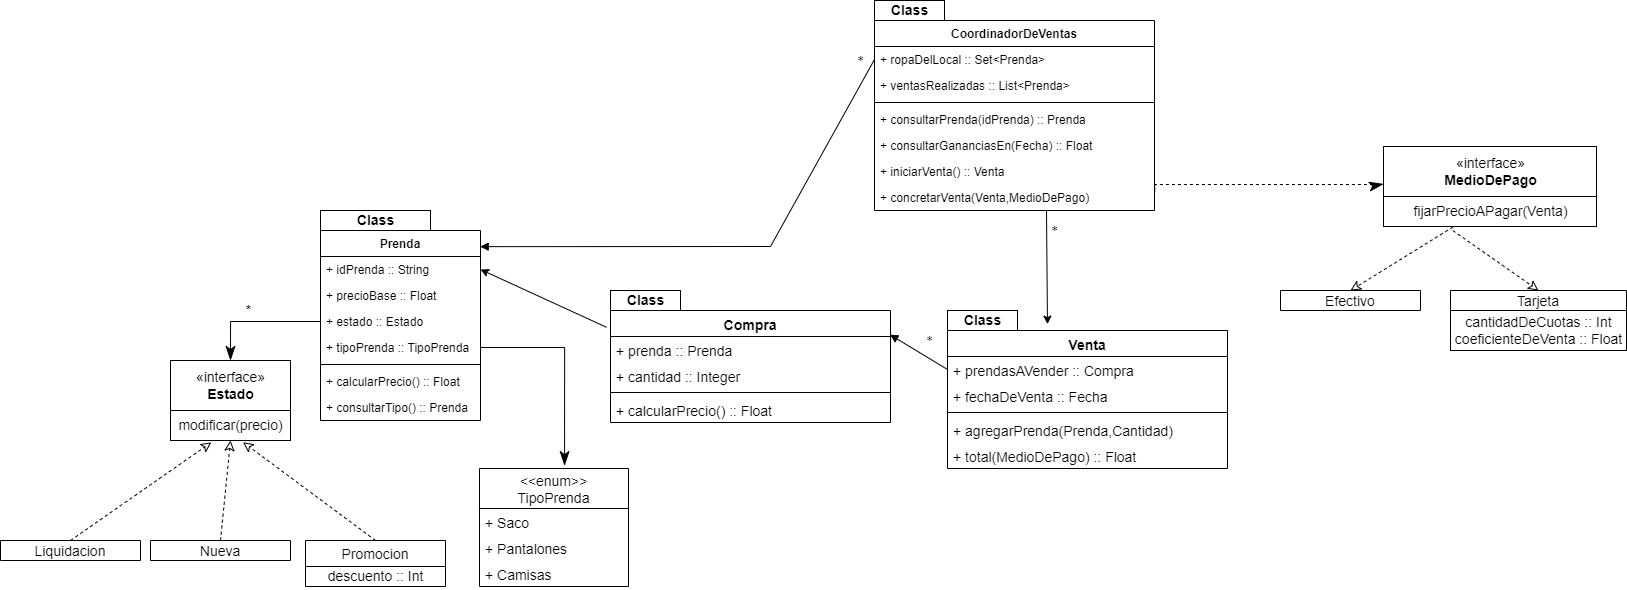 Class
CoordinadorDeVentas
+ ropaDelLocal :: Set<Prenda>
+ ventasRealizadas :: List<Prenda>
+ consultarPrenda(idPrenda) :: Prenda
+ consultarGananciasEn(Fecha) :: Float
+ iniciarVenta() :: Venta
+ concretarVenta(Venta,MedioDePago)
*
*
«interface»
MedioDePago
fijarPrecioAPagar(Venta)
Efectivo
Tarjeta
cantidadDeCuotas :: Int
coeficienteDeVenta :: Float
Class
Prenda
+ idPrenda :: String
+ precioBase :: Float
+ estado :: Estado
+ tipoPrenda :: TipoPrenda
+ calcularPrecio() :: Float
+ consultarTipo() :: Prenda
*
Class
Compra
+ prenda :: Prenda
+ cantidad :: Integer
+ calcularPrecio() :: Float
*
Class
Venta
+ prendasAVender :: Compra
+ fechaDeVenta :: Fecha
+ agregarPrenda(Prenda,Cantidad)
+ total(MedioDePago) :: Float
«interface»
Estado
modificar(precio)
<<enum>>
TipoPrenda
+ Saco
+ Pantalones
+ Camisas
Liquidacion
Nueva
Promocion
descuento :: Int